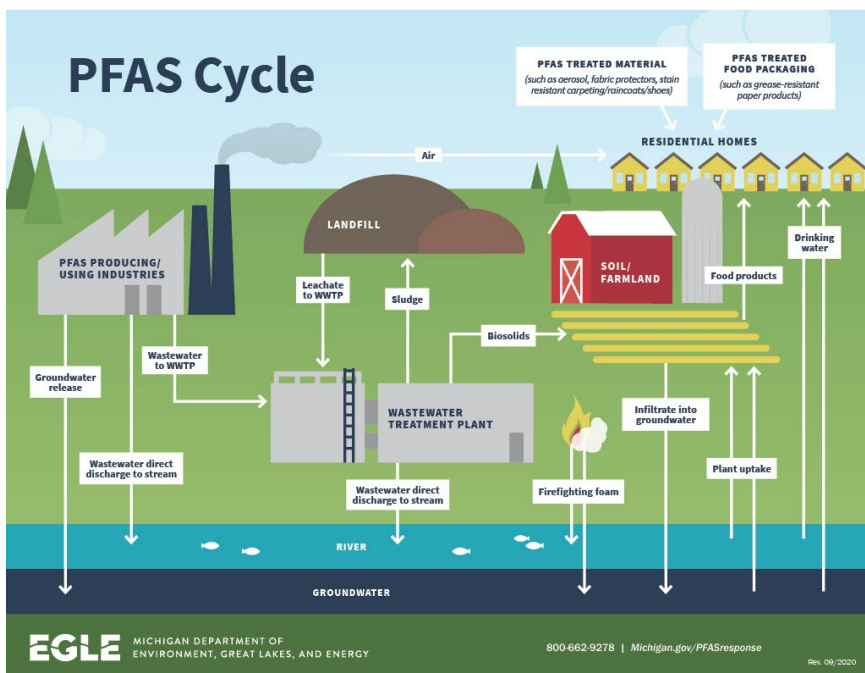 PFAS Cycle
PFAS TREATED MATERIAL
(such as aerosol, fabric protectors, stain
resistant carpeting/raincoats/shoes)
PFAS TREATED
FOOD PACKAGING
(such as grease-resistant
paper products)
RESIDENTIAL HOMES
Air
LANDFILL
PFAS PRODUCING/
USING INDUSTRIES
SOIL/
FARMLAND
Drinking
water
Food products
Leachate
to WWTP
Sludge
Biosolids
Wastewater
to WWTP
Groundwater
release
WASTEWATER
TREATMENT PLANT
Infiltrate into
groundwater
Wastewater direct
discharge to stream
Wastewater direct
discharge to stream
Firefighting foam
Plant uptake
RIVER
GROUNDWATER
EGLE
MICHIGAN DEPARTMENT OF
ENVIRONMENT, GREAT LAKES, AND ENERGY
800-662-9278 | Michigan.gov/PFASresponse
Rev. 09/2020